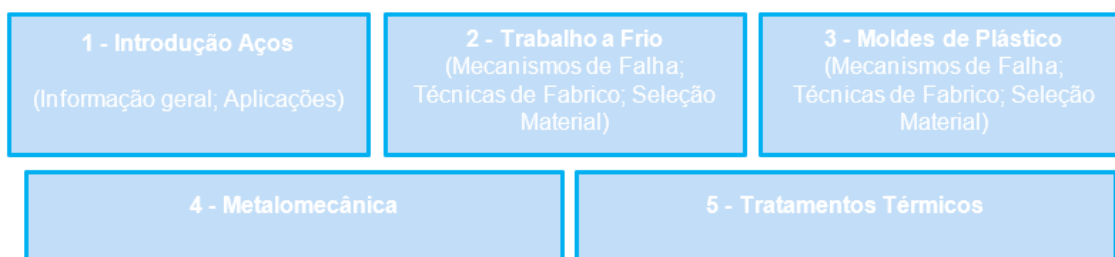 1 - Introdução Aços
(Informação geral; Aplicações)
2 - Trabalho a Frio
(Mecanismos de Falha;
Técnicas de Fabrico; Seleção
Material)
3 - Moldes de Plástico
(Mecanismos de Falha;
Técnicas de Fabrico; Seleção
Material)
4 - Metalomecânica
5 - Tratamentos Térmicos